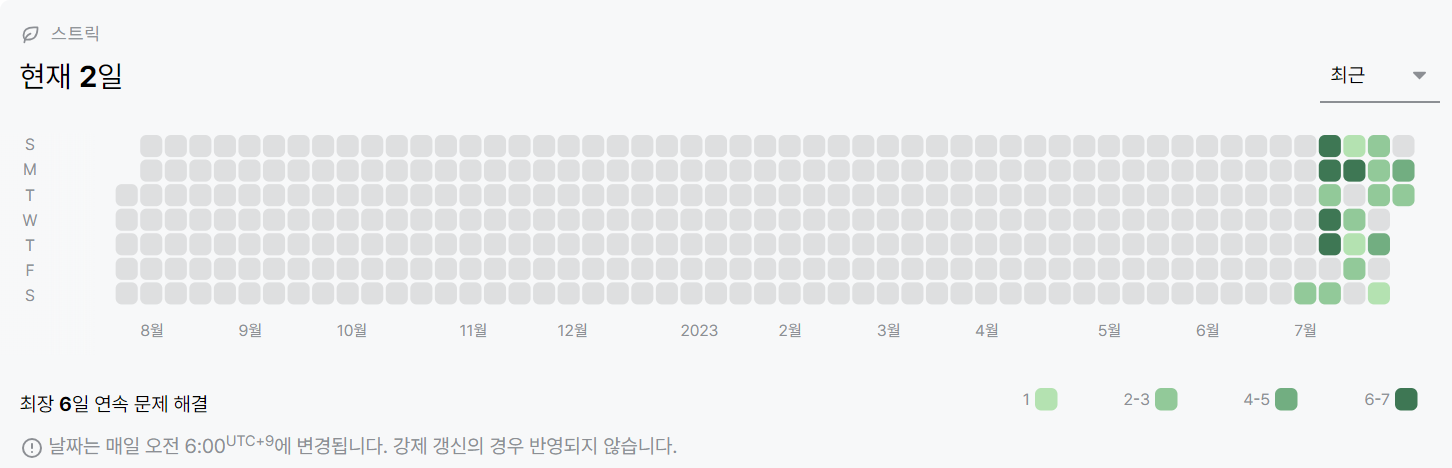 스트릭
현재 2일
최근
S
M
T
W
T
F
S
8월 9월 10월 11월 12월 2023 2월 3월 4월 5월 6월 7월
최장 6일 연속 문제 해결
1 2-3 4-5 6-7
날짜는 매일 오전 6:00UTC+9에 변경됩니다. 강제 갱신의 경우 반영되지 않습니다.